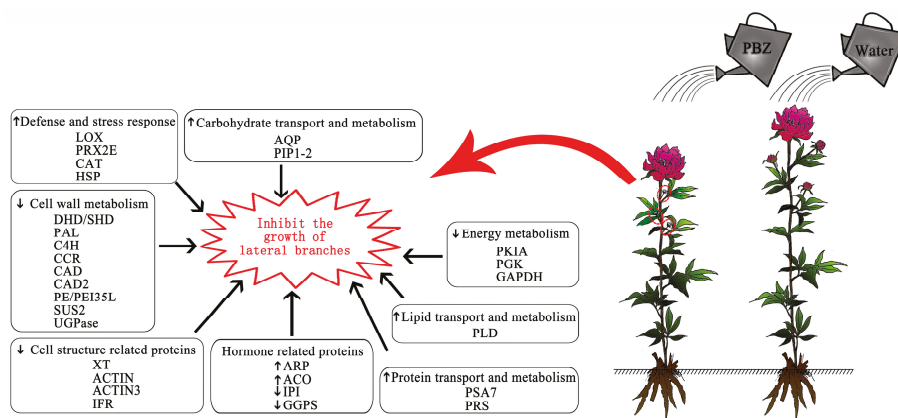 PBZ
Water
↑Defense and stress response
LOX
PRX2E
CAT
HSP
↑Carbohydrate transport and metabolism
AQP
PIP1-2
↓ Cell wall metabolism
DHD/SHD
PAL
C4H
CCR
CAD
CAD2
PE/PEI35L
SUS2
UGPase
Inhibit the
growth of
lateral branches
↓Energy metabolism
PKIA
PGK
GAPDH
↑Lipid transport and metabolism
PLD
↓ Cell structure related proteins
XT
ACTIN
ACTIN3
IFR
Hormone related proteins
↑ARP
↑ACO
↓IPI
↓GGPS
↑Protein transport and metabolism
PSA7
PRS